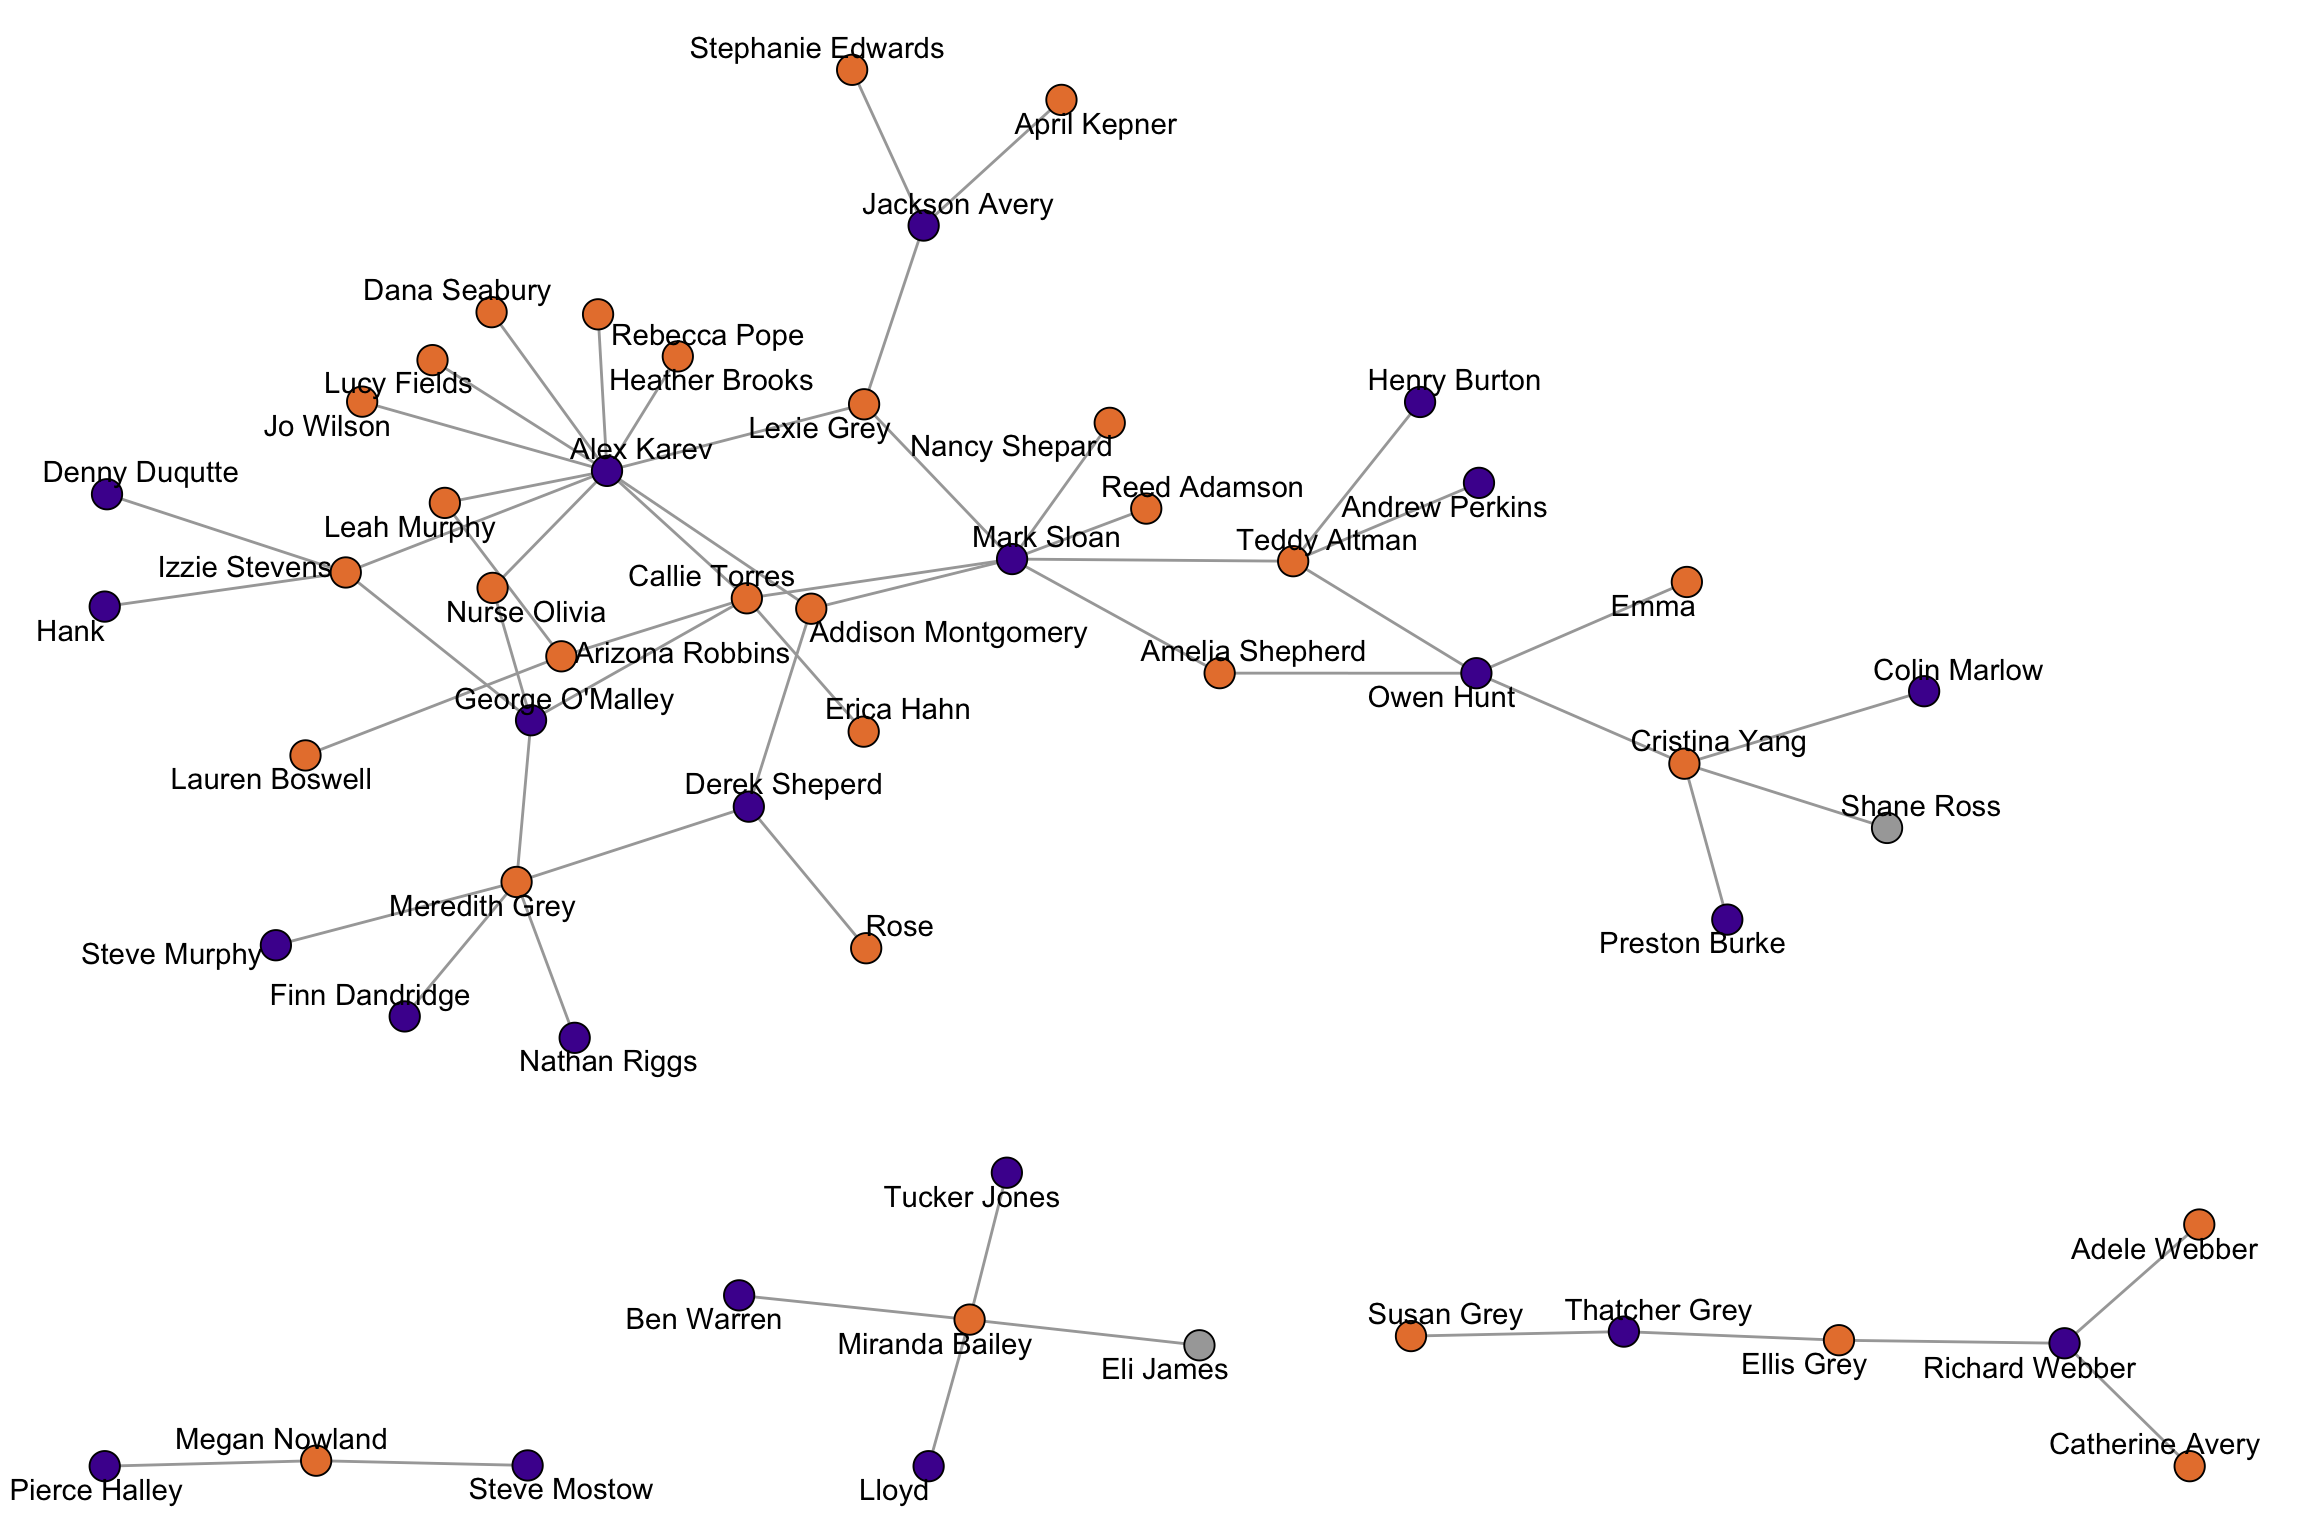 Stephanie Edwards
April Kepner
Jackson Avery
Dana Seabury
Rebecca Pope
Lucy Fields
Heather Brooks
Henry Burton
Jo Wilson
Lexie Grey
Alex Karev
Nancy Shepard
Denny Duqutte
Reed Adamson
Andrew Perkins
Leah Murphy
Mark Sloan
Teddy Altman
Izzie Stevens
Callie Torres
Emma
Nurse Olivia
Hank
Addison Montgomery
Arizona Robbins
Amelia Shepherd
Colin Marlow
George O'Malley
Owen Hunt
Erica Hahn
Cristina Yang
Lauren Boswell
Derek Sheperd
Shane Ross
Meredith Grey
Rose
Preston Burke
Steve Murphy
Finn Dandridge
Nathan Riggs
Tucker Jones
Adele Webber
Thatcher Grey
Susan Grey
Ben Warren
Miranda Bailey
Ellis Grey
Richard Webber
Eli James
Megan Nowland
Catherine Avery
Pierce Halley
Steve Mostow
Lloyd